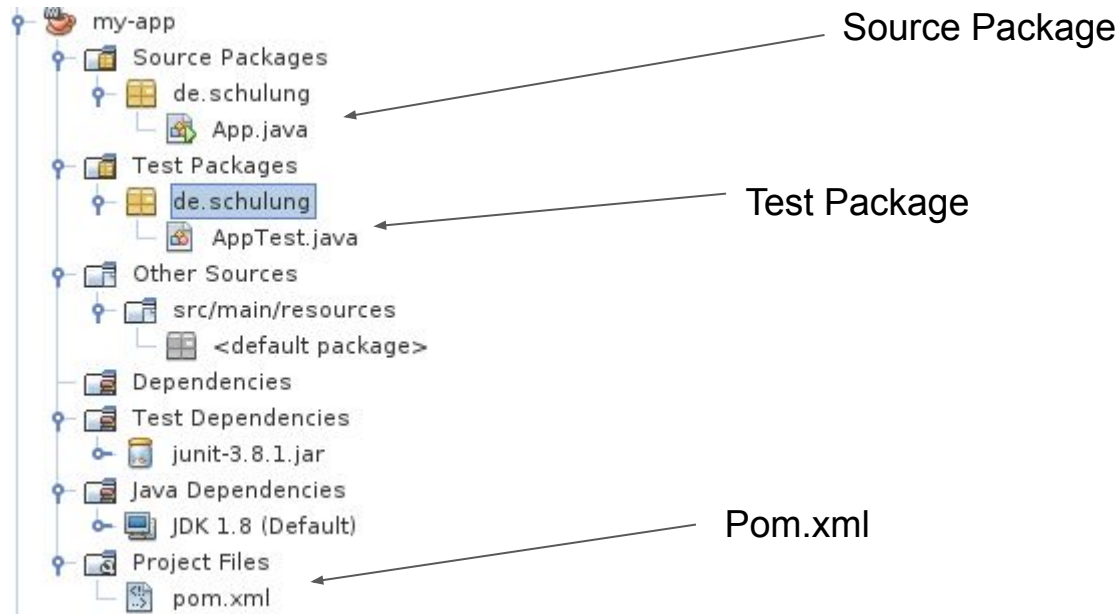 my-app
Source Package
Source Packages
de.schulung
App.java
Test Packages
de.schulung
Test Package
AppTest.java
Other Sources
src/main/resources
<default package>
Dependencies
Test Dependencies
junit-3.8.1.jar
Java Dependencies
JDK 1.8 (Default)
Pom.xml
Project Files
pom.xml